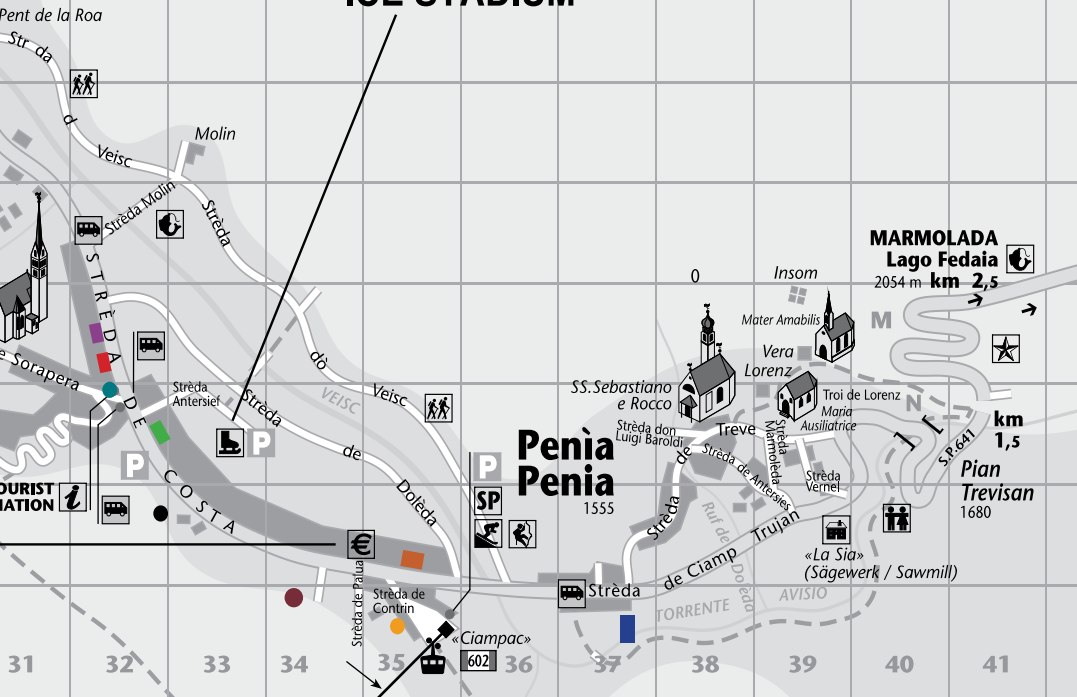 ICE STADIUM
Pent de la Roa
Strèda
d
Veisc
Molin
Strèda Molin
Strèda
STRÈDA DE COSTA
e Sorapera
Strèda
Antersief
dò
Veisc
VEISC
Strèda de Dolèda
P
P
P
TOURIST
MATION
i
€
SP
Penìa
Penia
1555
0
Insom
Mater Amabilis
MARMOLADA
Lago Fedaia
2054 m km 2,5
M
N
Vera
Lorenz
SS.Sebastiano
e Rocco
Troi de Lorenz
Maria
Ausiliatrice
Strèda don
Luigi Baroldi
Treve
Strèda
Marmolèda
Strèda de Antersies
Strèda
Vernel
S.P.641
km
1,5
Pian
Trevisan
1680
Strèda de
Ruf de Dolèda
Strèda de Ciamp Trujan
«La Sia»
(Sägewerk / Sawmill)
TORRENTE AVISIO
Strèda de Palua
Strèda de
Contrin
«Ciampac»
602
31 32 33 34 35 36 37 38 39 40 41